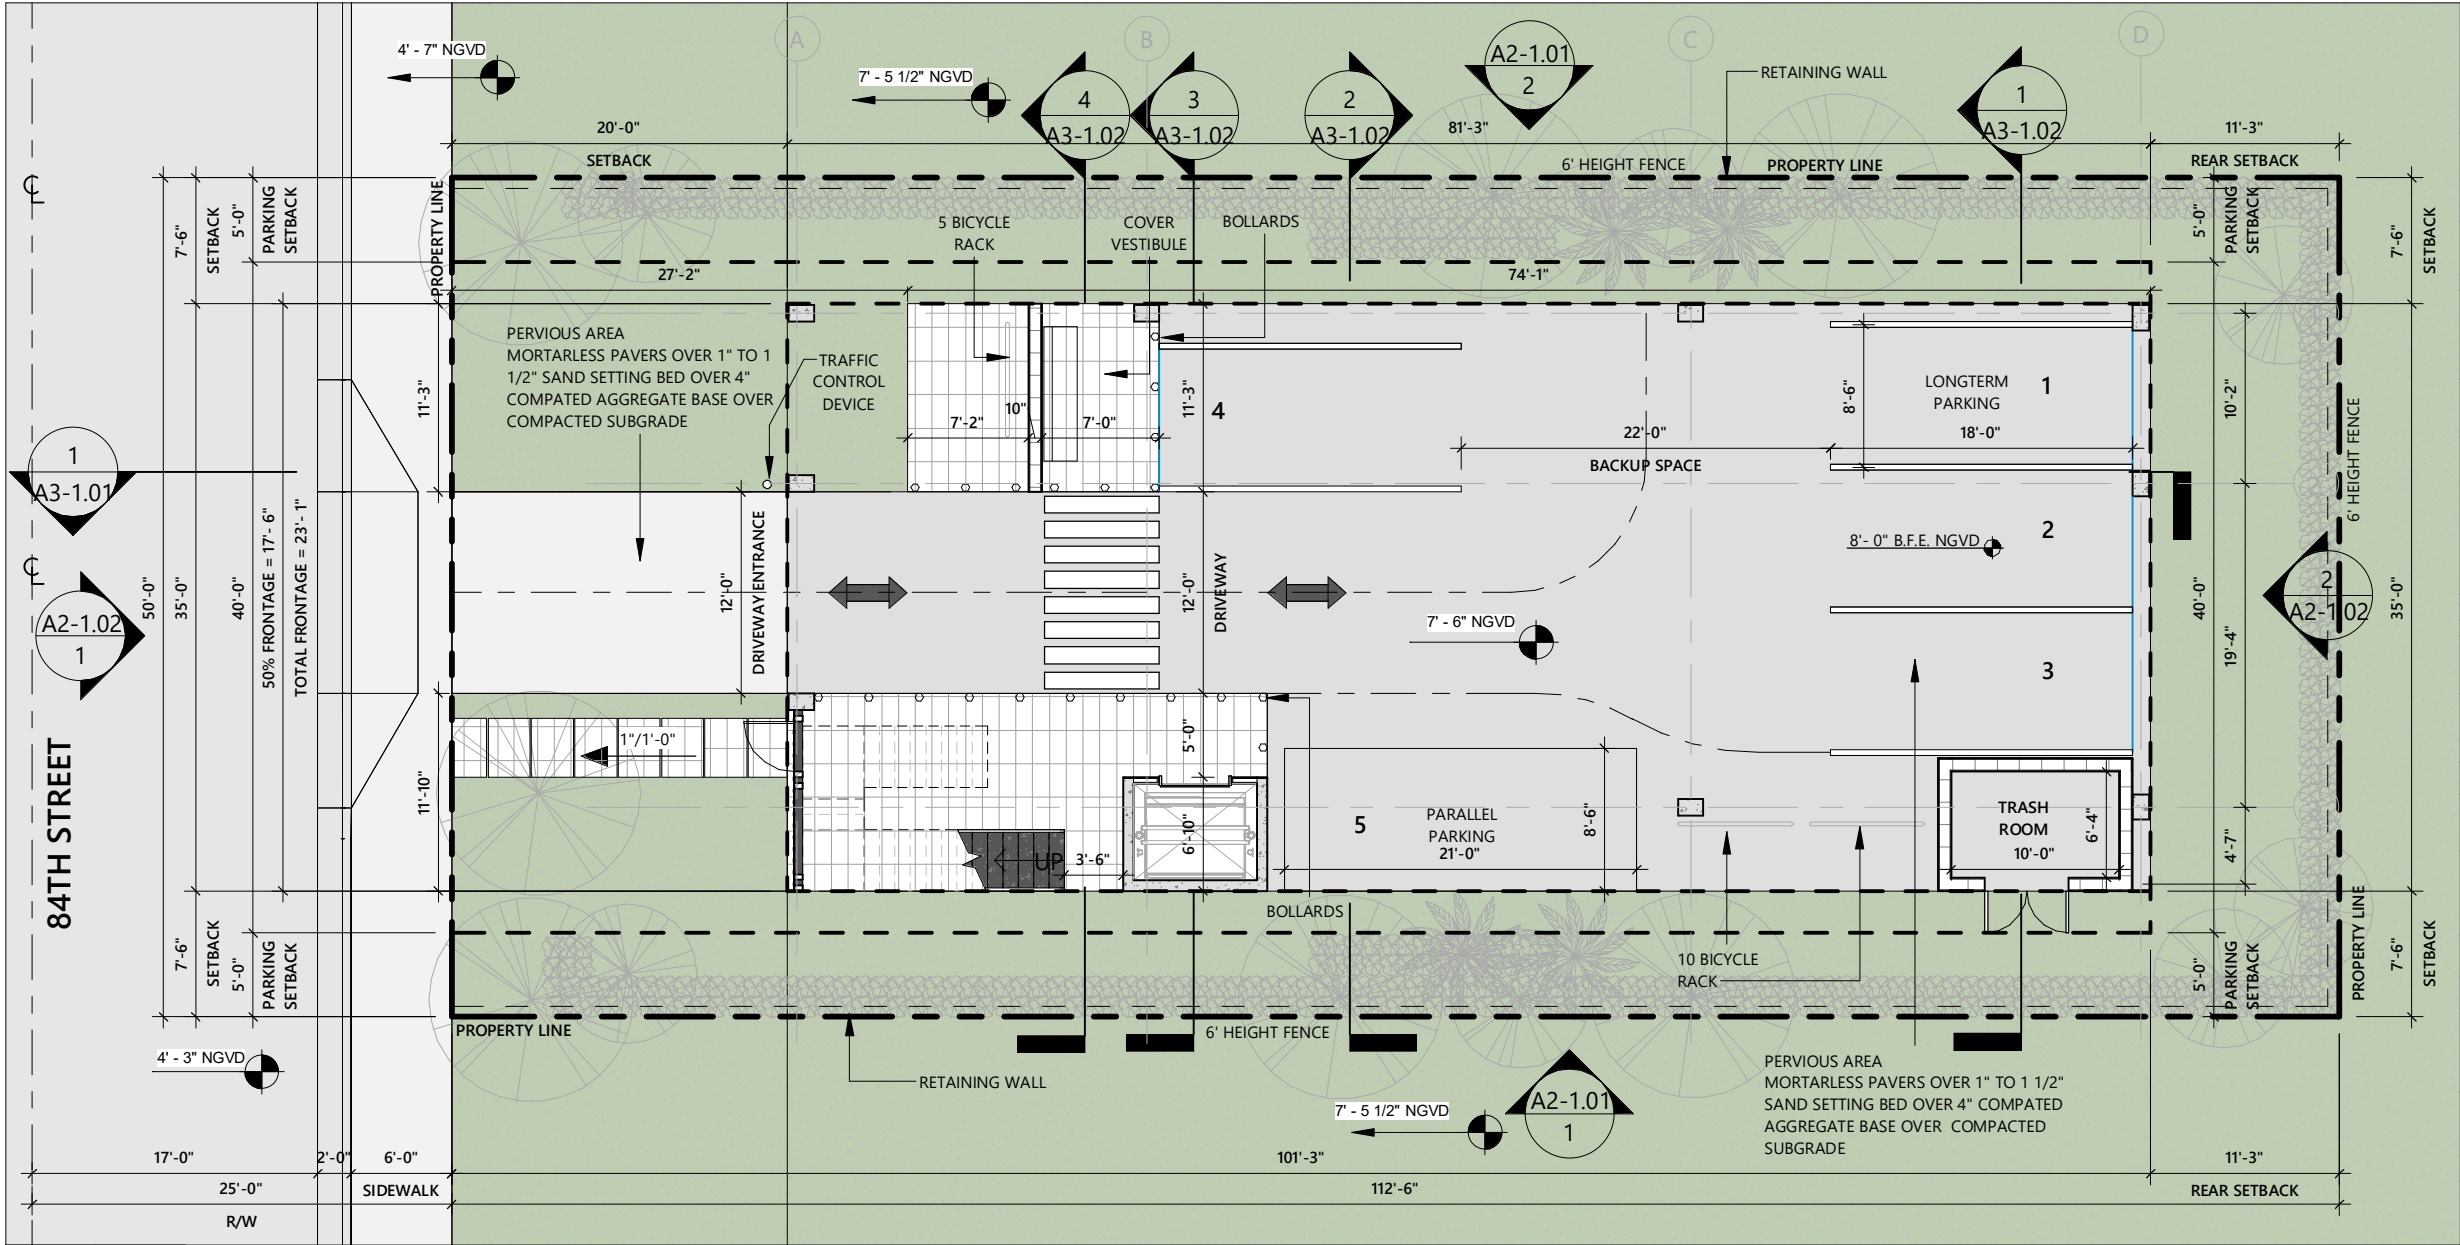 A
B
C
D
4' - 7" NGVD
7' - 5 1/2" NGVD
4
A3-1.02
3
A3-1.02
2
A3-1.02
A2-1.01
2
RETAINING WALL
1
A3-1.02
20'-0"
81'-3"
11'-3"
SETBACK
6' HEIGHT FENCE
PROPERTY LINE
REAR SETBACK
℄
7'-6"
SETBACK
5'-0"
PARKING
SETBACK
PROPERTY LINE
5 BICYCLE
RACK
COVER
VESTIBULE
BOLLARDS
5'-0"
PARKING
SETBACK
7'-6"
SETBACK
27'-2"
74'-1"
PERVIOUS AREA
MORTARLESS PAVERS OVER 1" TO 1
1/2" SAND SETTING BED OVER 4"
COMPATED AGGREGATE BASE OVER
COMPACTED SUBGRADE
TRAFFIC
CONTROL
DEVICE
11'-3"
7'-2"
10"
7'-0"
11'-3"
4
8'-6"
LONGTERM
PARKING
1
10'-2"
22'-0"
18'-0"
BACKUP SPACE
6' HEIGHT FENCE
1
A3-1.01
℄
A2-1.02
1
50'-0"
35'-0"
40'-0"
50% FRONTAGE = 17'- 6"
TOTAL FRONTAGE = 23'- 1"
12'-0"
DRIVEWAY ENTRANCE
12'-0"
DRIVEWAY
2
8'- 0" B.F.E. NGVD
7' - 6" NGVD
3
40'-0"
19'-4"
2
A2-1.02
35'-0"
84TH STREET
11'-10"
1"/1'-0"
5'-0"
UP
3'-6"
6'-10"
5
PARALLEL
PARKING
21'-0"
8'-6"
TRASH
ROOM
10'-0"
6'-4"
4'-7"
BOLLARDS
7'-6"
SETBACK
5'-0"
PARKING
SETBACK
10 BICYCLE
RACK
5'-0"
PARKING
SETBACK
PROPERTY LINE
7'-6"
SETBACK
PROPERTY LINE
6' HEIGHT FENCE
4' - 3" NGVD
RETAINING WALL
7' - 5 1/2" NGVD
A2-1.01
1
PERVIOUS AREA
MORTARLESS PAVERS OVER 1" TO 1 1/2"
SAND SETTING BED OVER 4" COMPATED
AGGREGATE BASE OVER COMPACTED
SUBGRADE
17'-0"
2'-0"
6'-0"
101'-3"
11'-3"
25'-0"
SIDEWALK
112'-6"
REAR SETBACK
R/W